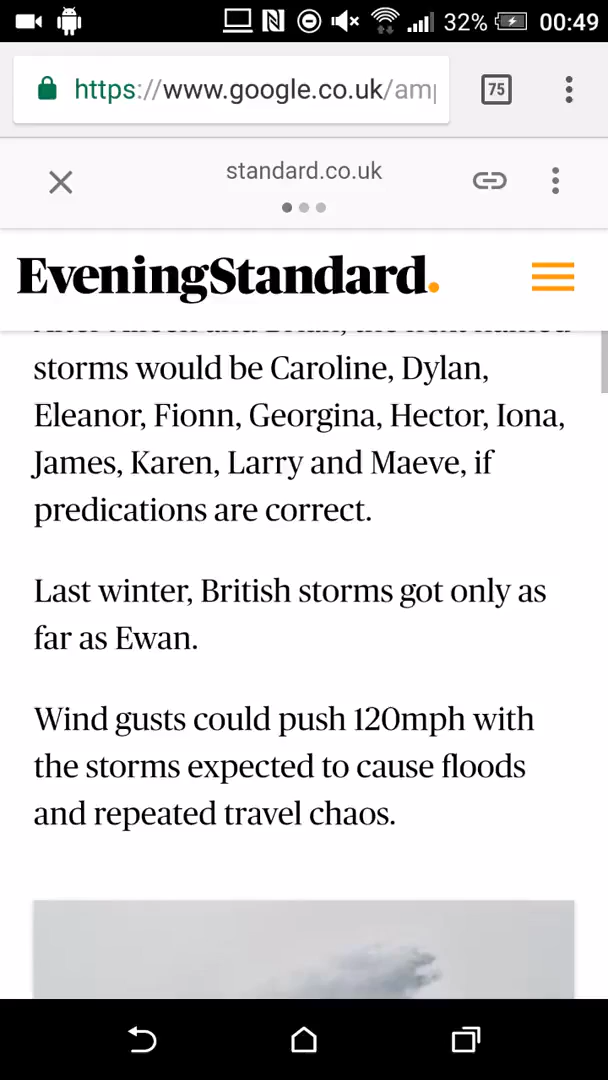 32% 00:49
https://www.google.co.uk/am
75
standard.co.uk
EveningStandard.
storms would be Caroline, Dylan,
Eleanor, Fionn, Georgina, Hector, Iona,
James, Karen, Larry and Maeve, if
predications are correct.
Last winter, British storms got only as
far as Ewan.
Wind gusts could push 120mph with
the storms expected to cause floods
and repeated travel chaos.